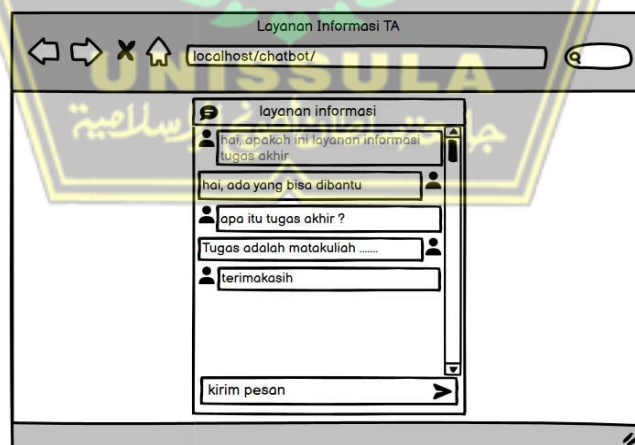 Layanan Informasi TA
localhost/chatbot/
UNISSULA
layanan informasi
hai, apakah ini layanan informasi
tugas akhir
hai, ada yang bisa dibantu
apa itu tugas akhir ?
Tugas adalah matakuliah .......
terimakasih
kirim pesan